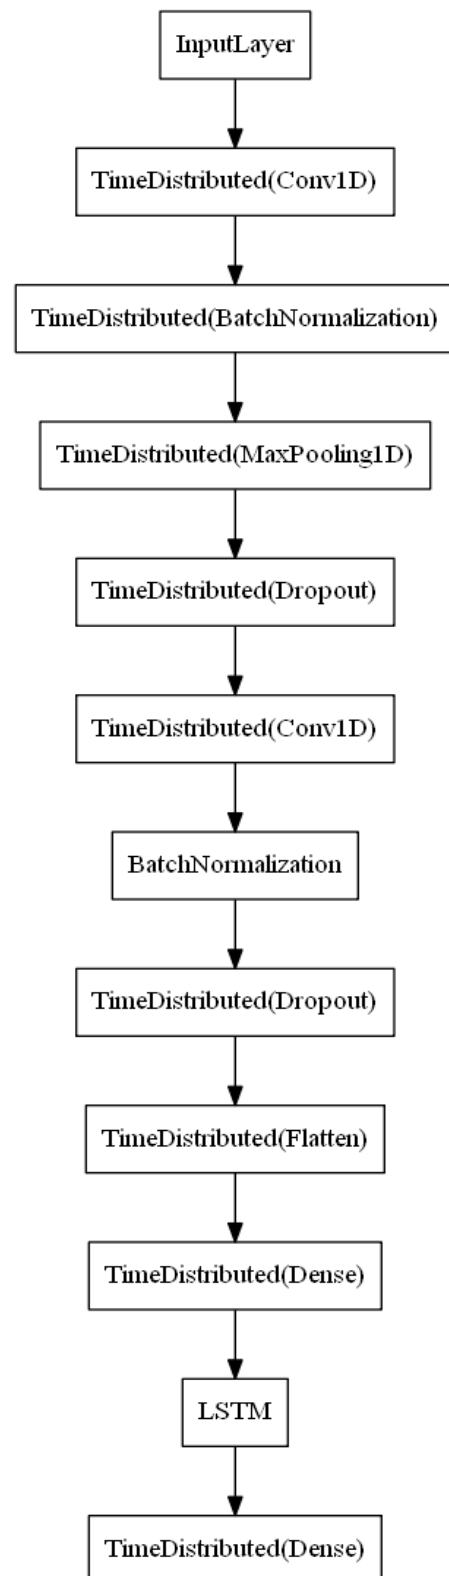 InputLayer
TimeDistributed(Conv1D)
TimeDistributed(BatchNormalization)
TimeDistributed(MaxPooling1D)
TimeDistributed(Dropout)
TimeDistributed(Conv1D)
BatchNormalization
TimeDistributed(Dropout)
TimeDistributed(Flatten)
TimeDistributed(Dense)
LSTM
TimeDistributed(Dense)